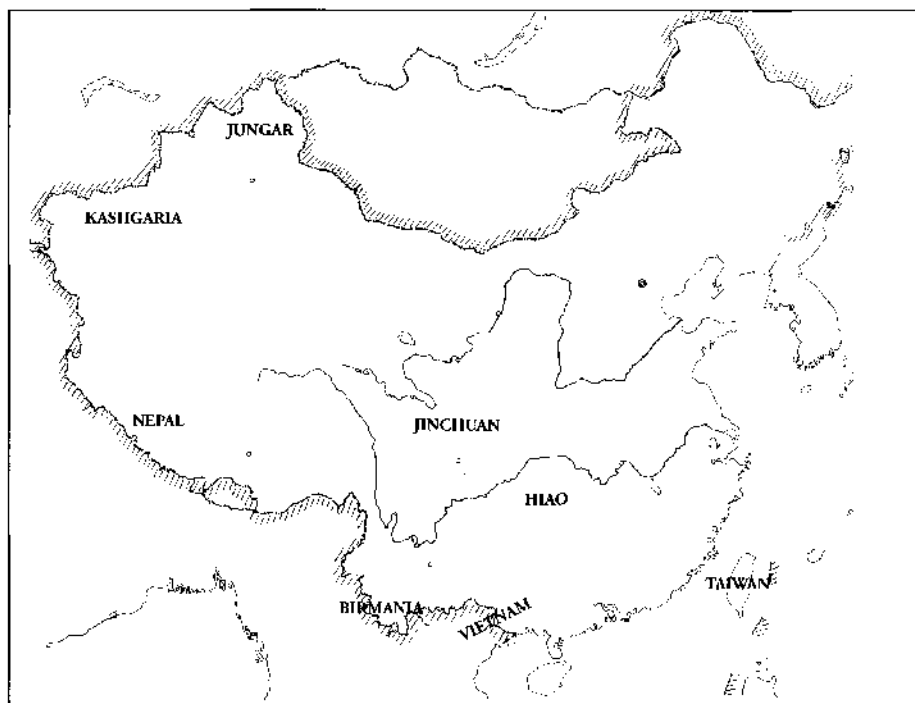 JUNGAR
KASHGARIA
NEPAL
JINCHUAN
HIAO
TAIWAN
BIRMANIA
VIETNAM